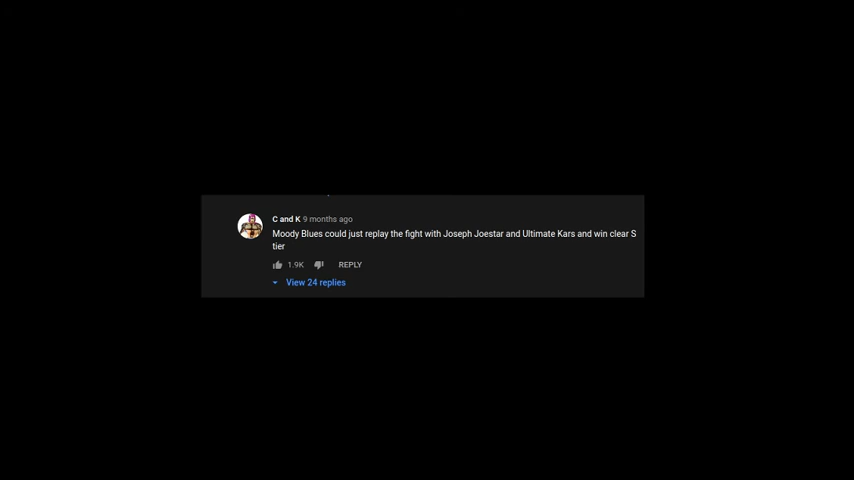 C and K 9 months ago
Moody Blues could just replay the fight with Joseph Joestar and Ultimate Kars and win clear S
tier
1.9K REPLY
View 24 replies